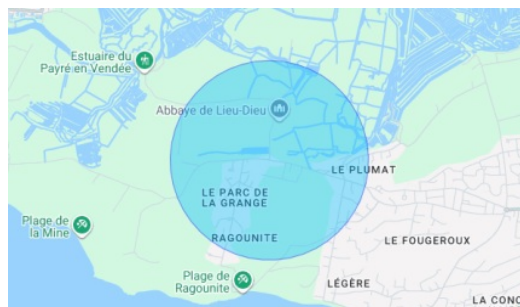 Estuaire du
Payré en Vendée
Abbaye de Lieu-Dieu
LE PLUMAT
LE PARC DE
LA GRANGE
Plage de
la Mine
RAGOUNITE
LE FOUGEROUX
Plage de
Ragounite
LÉGÈRE
LA CONC